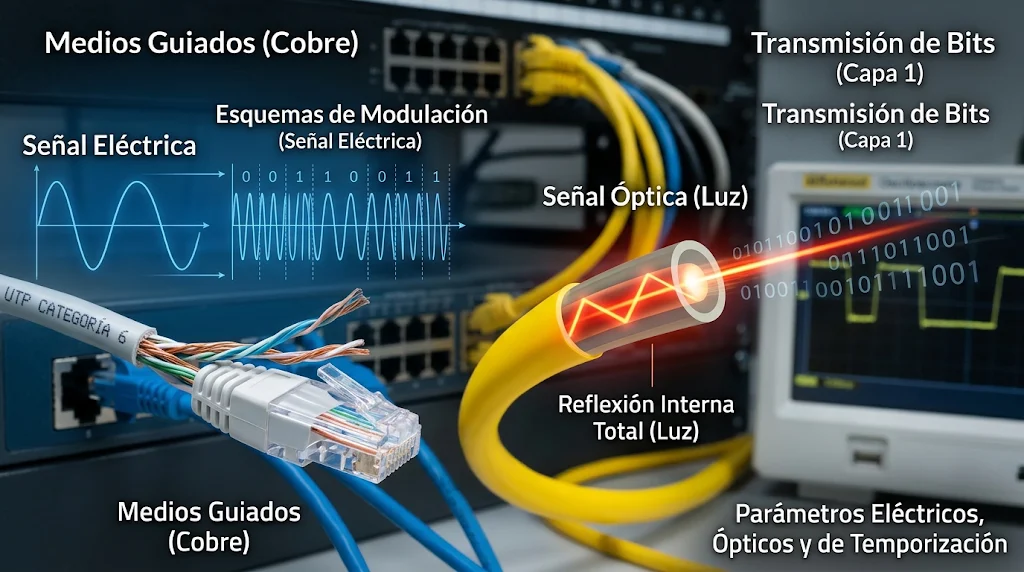 Medios Guiados (Cobre)
Transmisión de Bits
(Capa 1)
Esquemas de Modulación
(Señal Eléctrica)
Transmisión de Bits
(Capa 1)
Señal Eléctrica
0 0 1 1 0 0 1 1
Señal Óptica (Luz)
UTP CATEGORÍA 6
Reflexión Interna
Total (Luz)
Medios Guiados
(Cobre)
Parámetros Eléctricos,
Ópticos y de Temporización